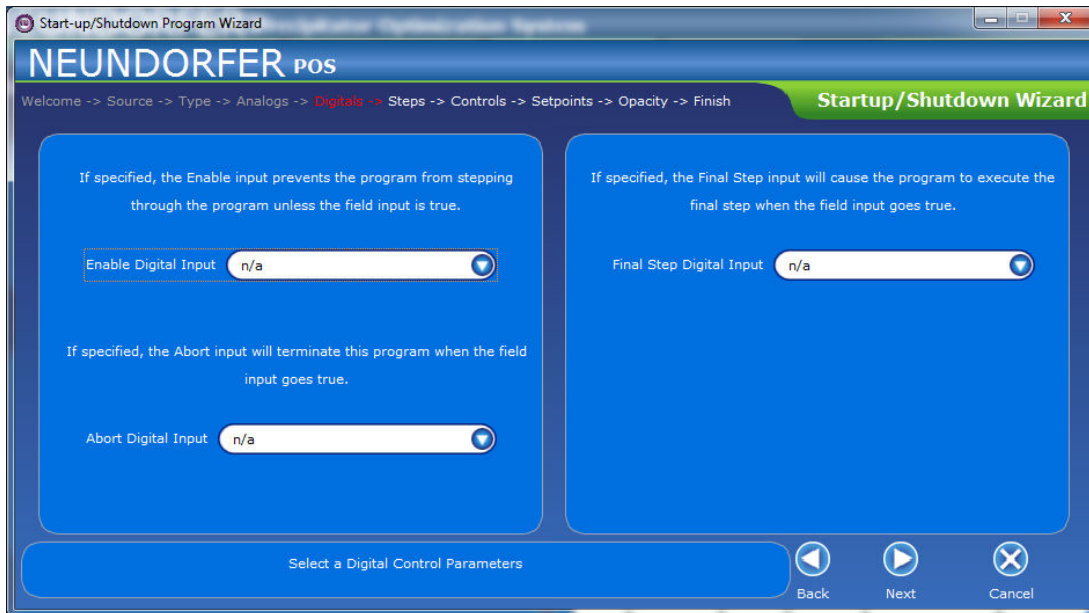 Start-up/Shutdown Program Wizard
NEUNDORFER POS
Welcome -> Source -> Type -> Analogs -> Digitals -> Steps -> Controls -> Setpoints -> Opacity -> Finish
Startup/Shutdown Wizard
If specified, the Enable input prevents the program from stepping
through the program unless the field input is true.
Enable Digital Input n/a
If specified, the Abort input will terminate this program when the field
input goes true.
Abort Digital Input n/a
If specified, the Final Step input will cause the program to execute the
final step when the field input goes true.
Final Step Digital Input n/a
Select a Digital Control Parameters
Back Next Cancel